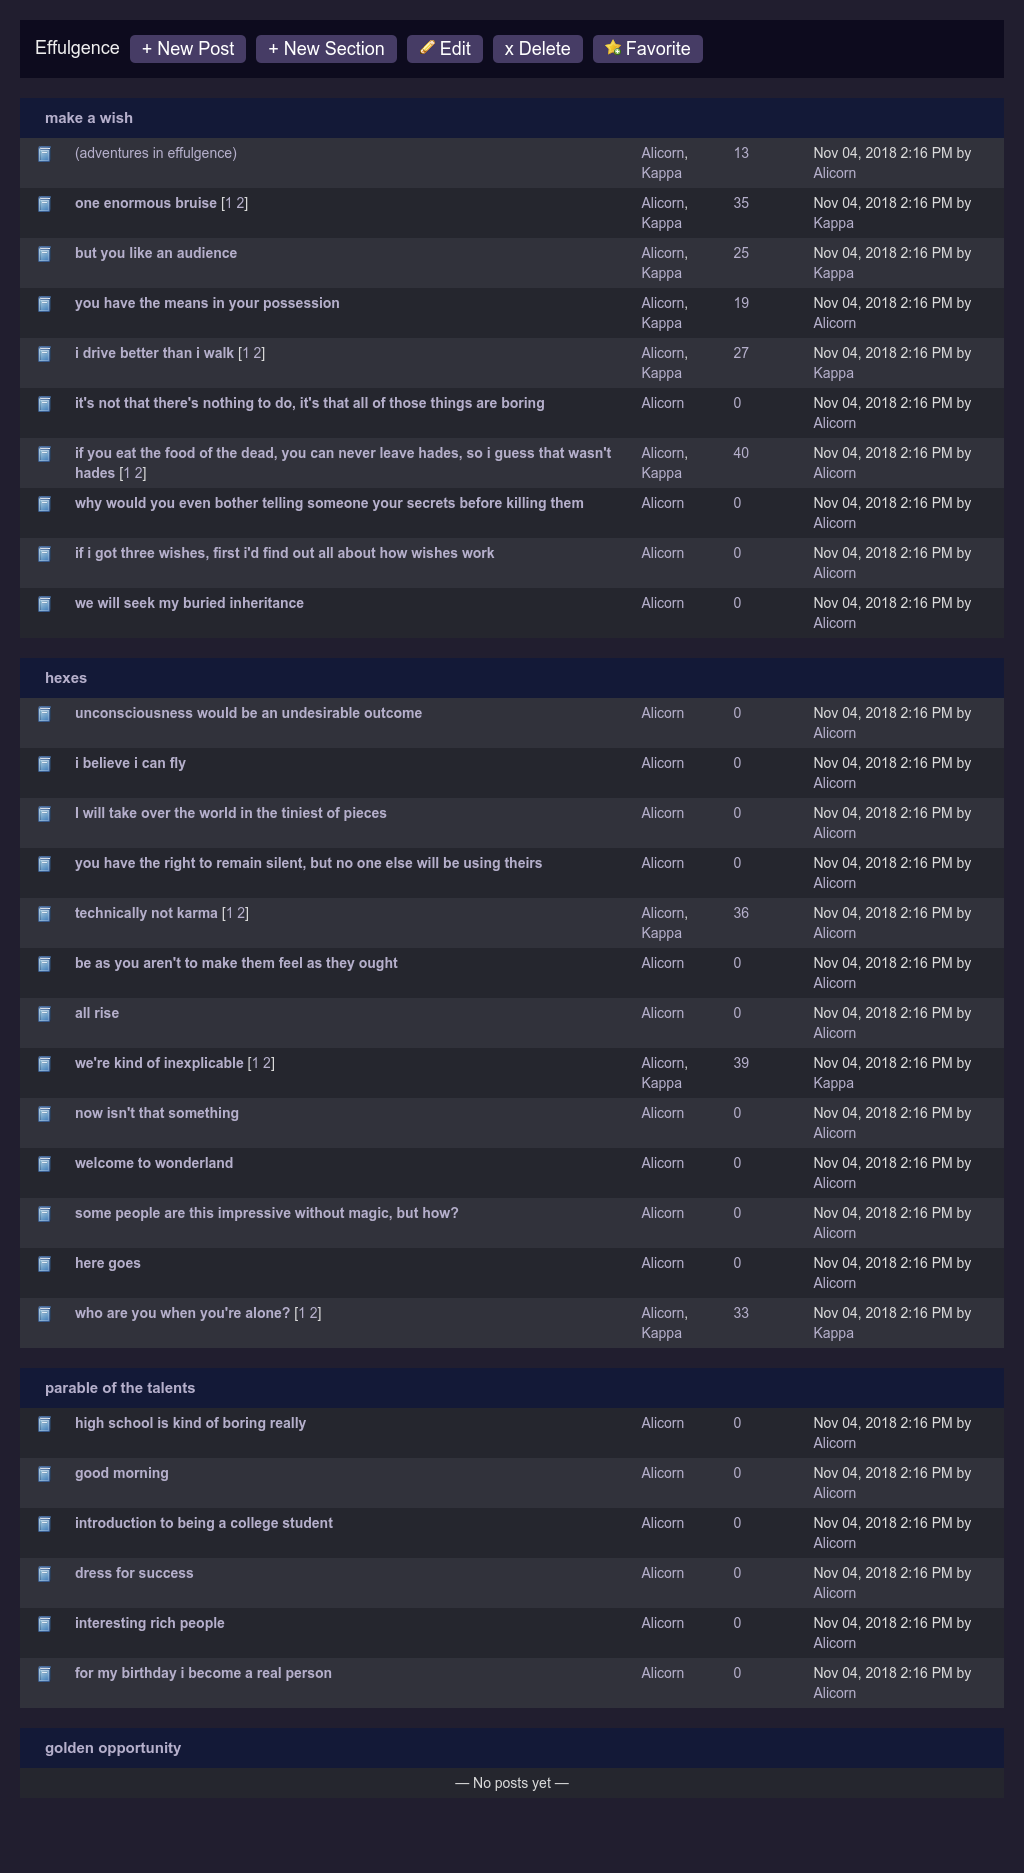 Effulgence + New Post + New Section Edit x Delete Favorite
make a wish
(adventures in effulgence) Alicorn, 13 Nov 04, 2018 2:16 PM by
Kappa Alicorn
one enormous bruise [1 2] Alicorn, 35 Nov 04, 2018 2:16 PM by
Kappa Kappa
but you like an audience Alicorn, 25 Nov 04, 2018 2:16 PM by
Kappa Kappa
you have the means in your possession Alicorn, 19 Nov 04, 2018 2:16 PM by
Kappa Alicorn
i drive better than i walk [1 2] Alicorn, 27 Nov 04, 2018 2:16 PM by
Kappa Kappa
it's not that there's nothing to do, it's that all of those things are boring Alicorn 0 Nov 04, 2018 2:16 PM by
Alicorn
if you eat the food of the dead, you can never leave hades, so i guess that wasn't Alicorn, 40 Nov 04, 2018 2:16 PM by
hades [1 2] Kappa Alicorn
why would you even bother telling someone your secrets before killing them Alicorn 0 Nov 04, 2018 2:16 PM by
Alicorn
if i got three wishes, first i'd find out all about how wishes work Alicorn 0 Nov 04, 2018 2:16 PM by
Alicorn
we will seek my buried inheritance Alicorn 0 Nov 04, 2018 2:16 PM by
Alicorn
hexes
unconsciousness would be an undesirable outcome Alicorn 0 Nov 04, 2018 2:16 PM by
Alicorn
i believe i can fly Alicorn 0 Nov 04, 2018 2:16 PM by
Alicorn
I will take over the world in the tiniest of pieces Alicorn 0 Nov 04, 2018 2:16 PM by
Alicorn
you have the right to remain silent, but no one else will be using theirs Alicorn 0 Nov 04, 2018 2:16 PM by
Alicorn
technically not karma [1 2] Alicorn, 36 Nov 04, 2018 2:16 PM by
Kappa Alicorn
be as you aren't to make them feel as they ought Alicorn 0 Nov 04, 2018 2:16 PM by
Alicorn
all rise Alicorn 0 Nov 04, 2018 2:16 PM by
Alicorn
we're kind of inexplicable [1 2] Alicorn, 39 Nov 04, 2018 2:16 PM by
Kappa Kappa
now isn't that something Alicorn 0 Nov 04, 2018 2:16 PM by
Alicorn
welcome to wonderland Alicorn 0 Nov 04, 2018 2:16 PM by
Alicorn
some people are this impressive without magic, but how? Alicorn 0 Nov 04, 2018 2:16 PM by
Alicorn
here goes Alicorn 0 Nov 04, 2018 2:16 PM by
Alicorn
who are you when you're alone? [1 2] Alicorn, 33 Nov 04, 2018 2:16 PM by
Kappa Kappa
parable of the talents
high school is kind of boring really Alicorn 0 Nov 04, 2018 2:16 PM by
Alicorn
good morning Alicorn 0 Nov 04, 2018 2:16 PM by
Alicorn
introduction to being a college student Alicorn 0 Nov 04, 2018 2:16 PM by
Alicorn
dress for success Alicorn 0 Nov 04, 2018 2:16 PM by
Alicorn
interesting rich people Alicorn 0 Nov 04, 2018 2:16 PM by
Alicorn
for my birthday i become a real person Alicorn 0 Nov 04, 2018 2:16 PM by
Alicorn
golden opportunity
— No posts yet —